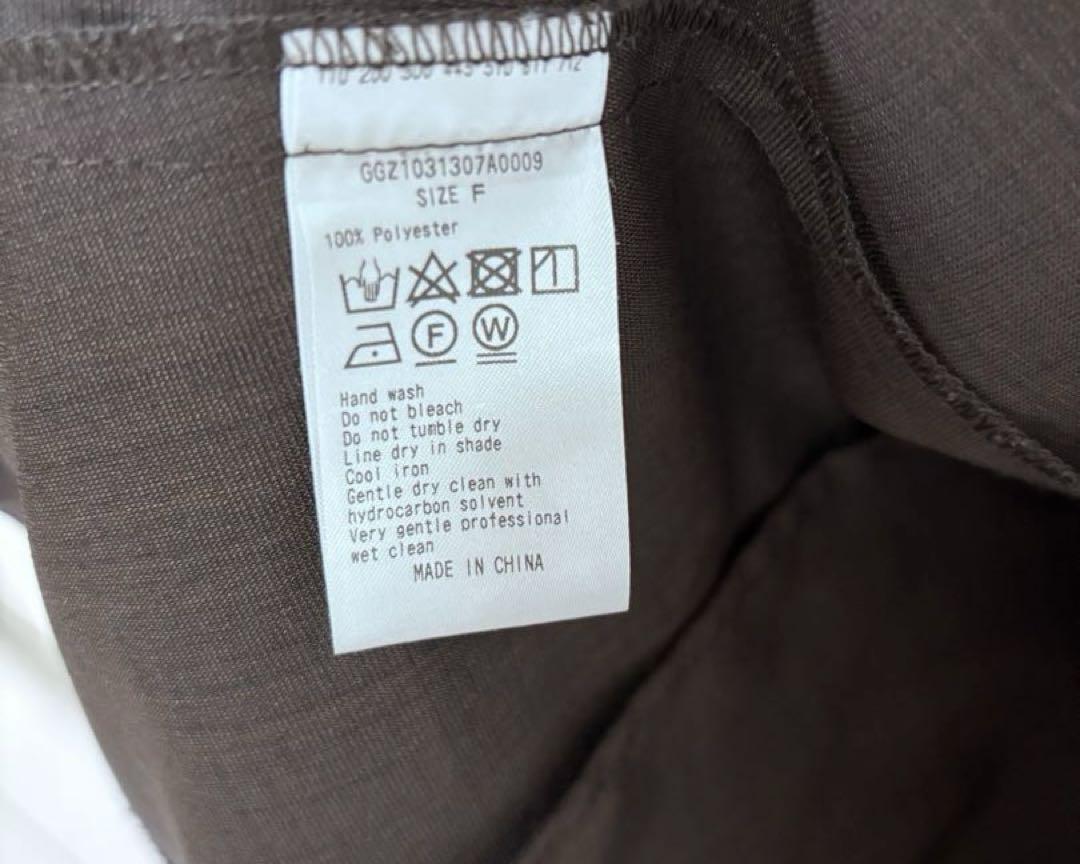 GGZ1031307A0009
SIZE F
100% Polyester
F W
Hand wash
Do not bleach
Do not tumble dry
Line dry in shade
Cool iron
Gentle dry clean with
hydrocarbon solvent
Very gentle professional
wet clean
MADE IN CHINA